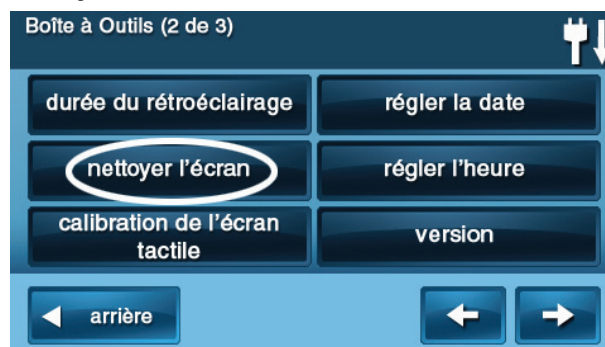 Boîte à Outils (2 de 3)
durée du rétroéclairage
régler la date
nettoyer l'écran
régler l'heure
calibration de l'écran
tactile
version
arrière